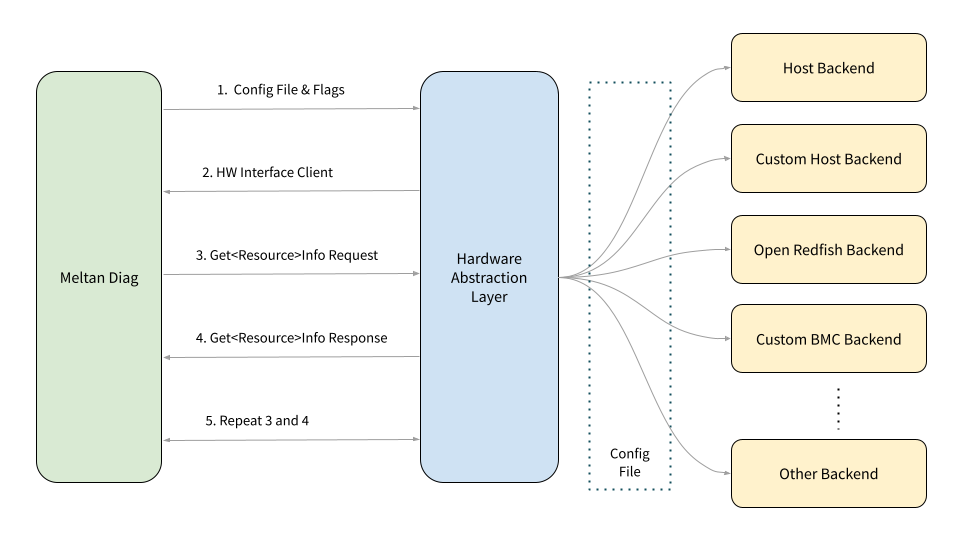 Meltan Diag
1. Config File & Flags
2. HW Interface Client
3. Get<Resource>Info Request
4. Get<Resource>Info Response
5. Repeat 3 and 4
Hardware
Abstraction
Layer
Config
File
Host Backend
Custom Host Backend
Open Redfish Backend
Custom BMC Backend
Other Backend